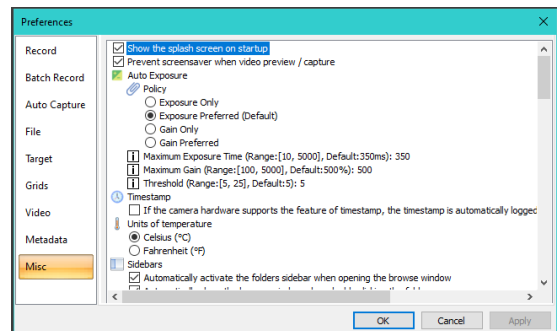 Preferences
Record
Batch Record
Auto Capture
File
Target
Grids
Video
Metadata
Misc
Show the splash screen on startup
Prevent screensaver when video preview / capture
Auto Exposure
Policy
Exposure Only
Exposure Preferred (Default)
Gain Only
Gain Preferred
Maximum Exposure Time (Range:[10, 5000], Default:350ms): 350
Maximum Gain (Range:[100, 5000], Default:500%): 500
Threshold (Range:[5, 25], Default:5): 5
Timestamp
If the camera hardware supports the feature of timestamp, the timestamp is automatically logged
Units of temperature
Celsius (°C)
Fahrenheit (°F)
Sidebars
Automatically activate the folders sidebar when opening the browse window
OK
Cancel
Apply